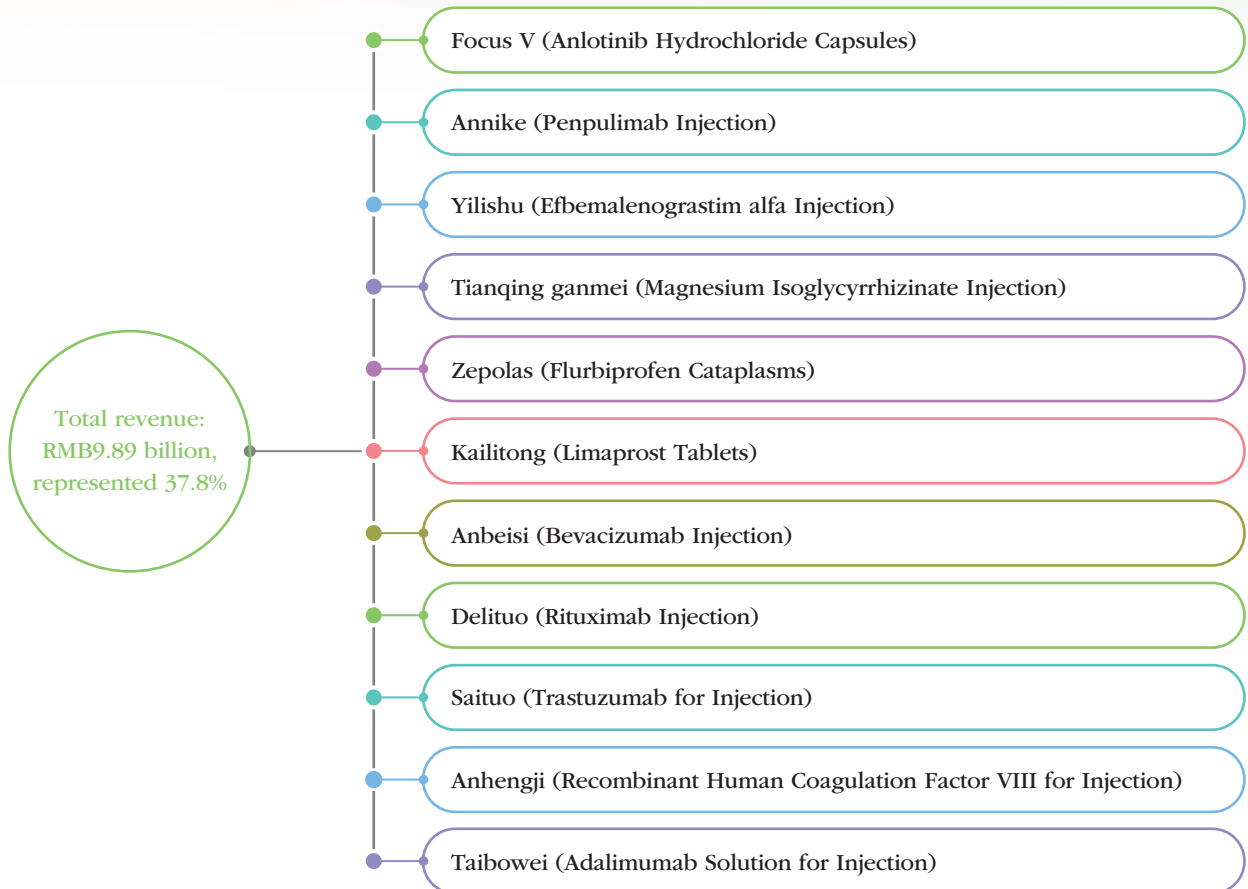 Focus V (Anlotinib Hydrochloride Capsules)
Annike (Penpulimab Injection)
Yilishu (Efbemalenograstim alfa Injection)
Tianqing ganmei (Magnesium Isoglycyrrhizinate Injection)
Zepolas (Flurbiprofen Cataplasms)
Total revenue:
RMB9.89 billion,
represented 37.8%
Kailitong (Limaprost Tablets)
Anbeisi (Bevacizumab Injection)
Delituo (Rituximab Injection)
Saituo (Trastuzumab for Injection)
Anhengji (Recombinant Human Coagulation Factor VIII for Injection)
Taibowei (Adalimumab Solution for Injection)